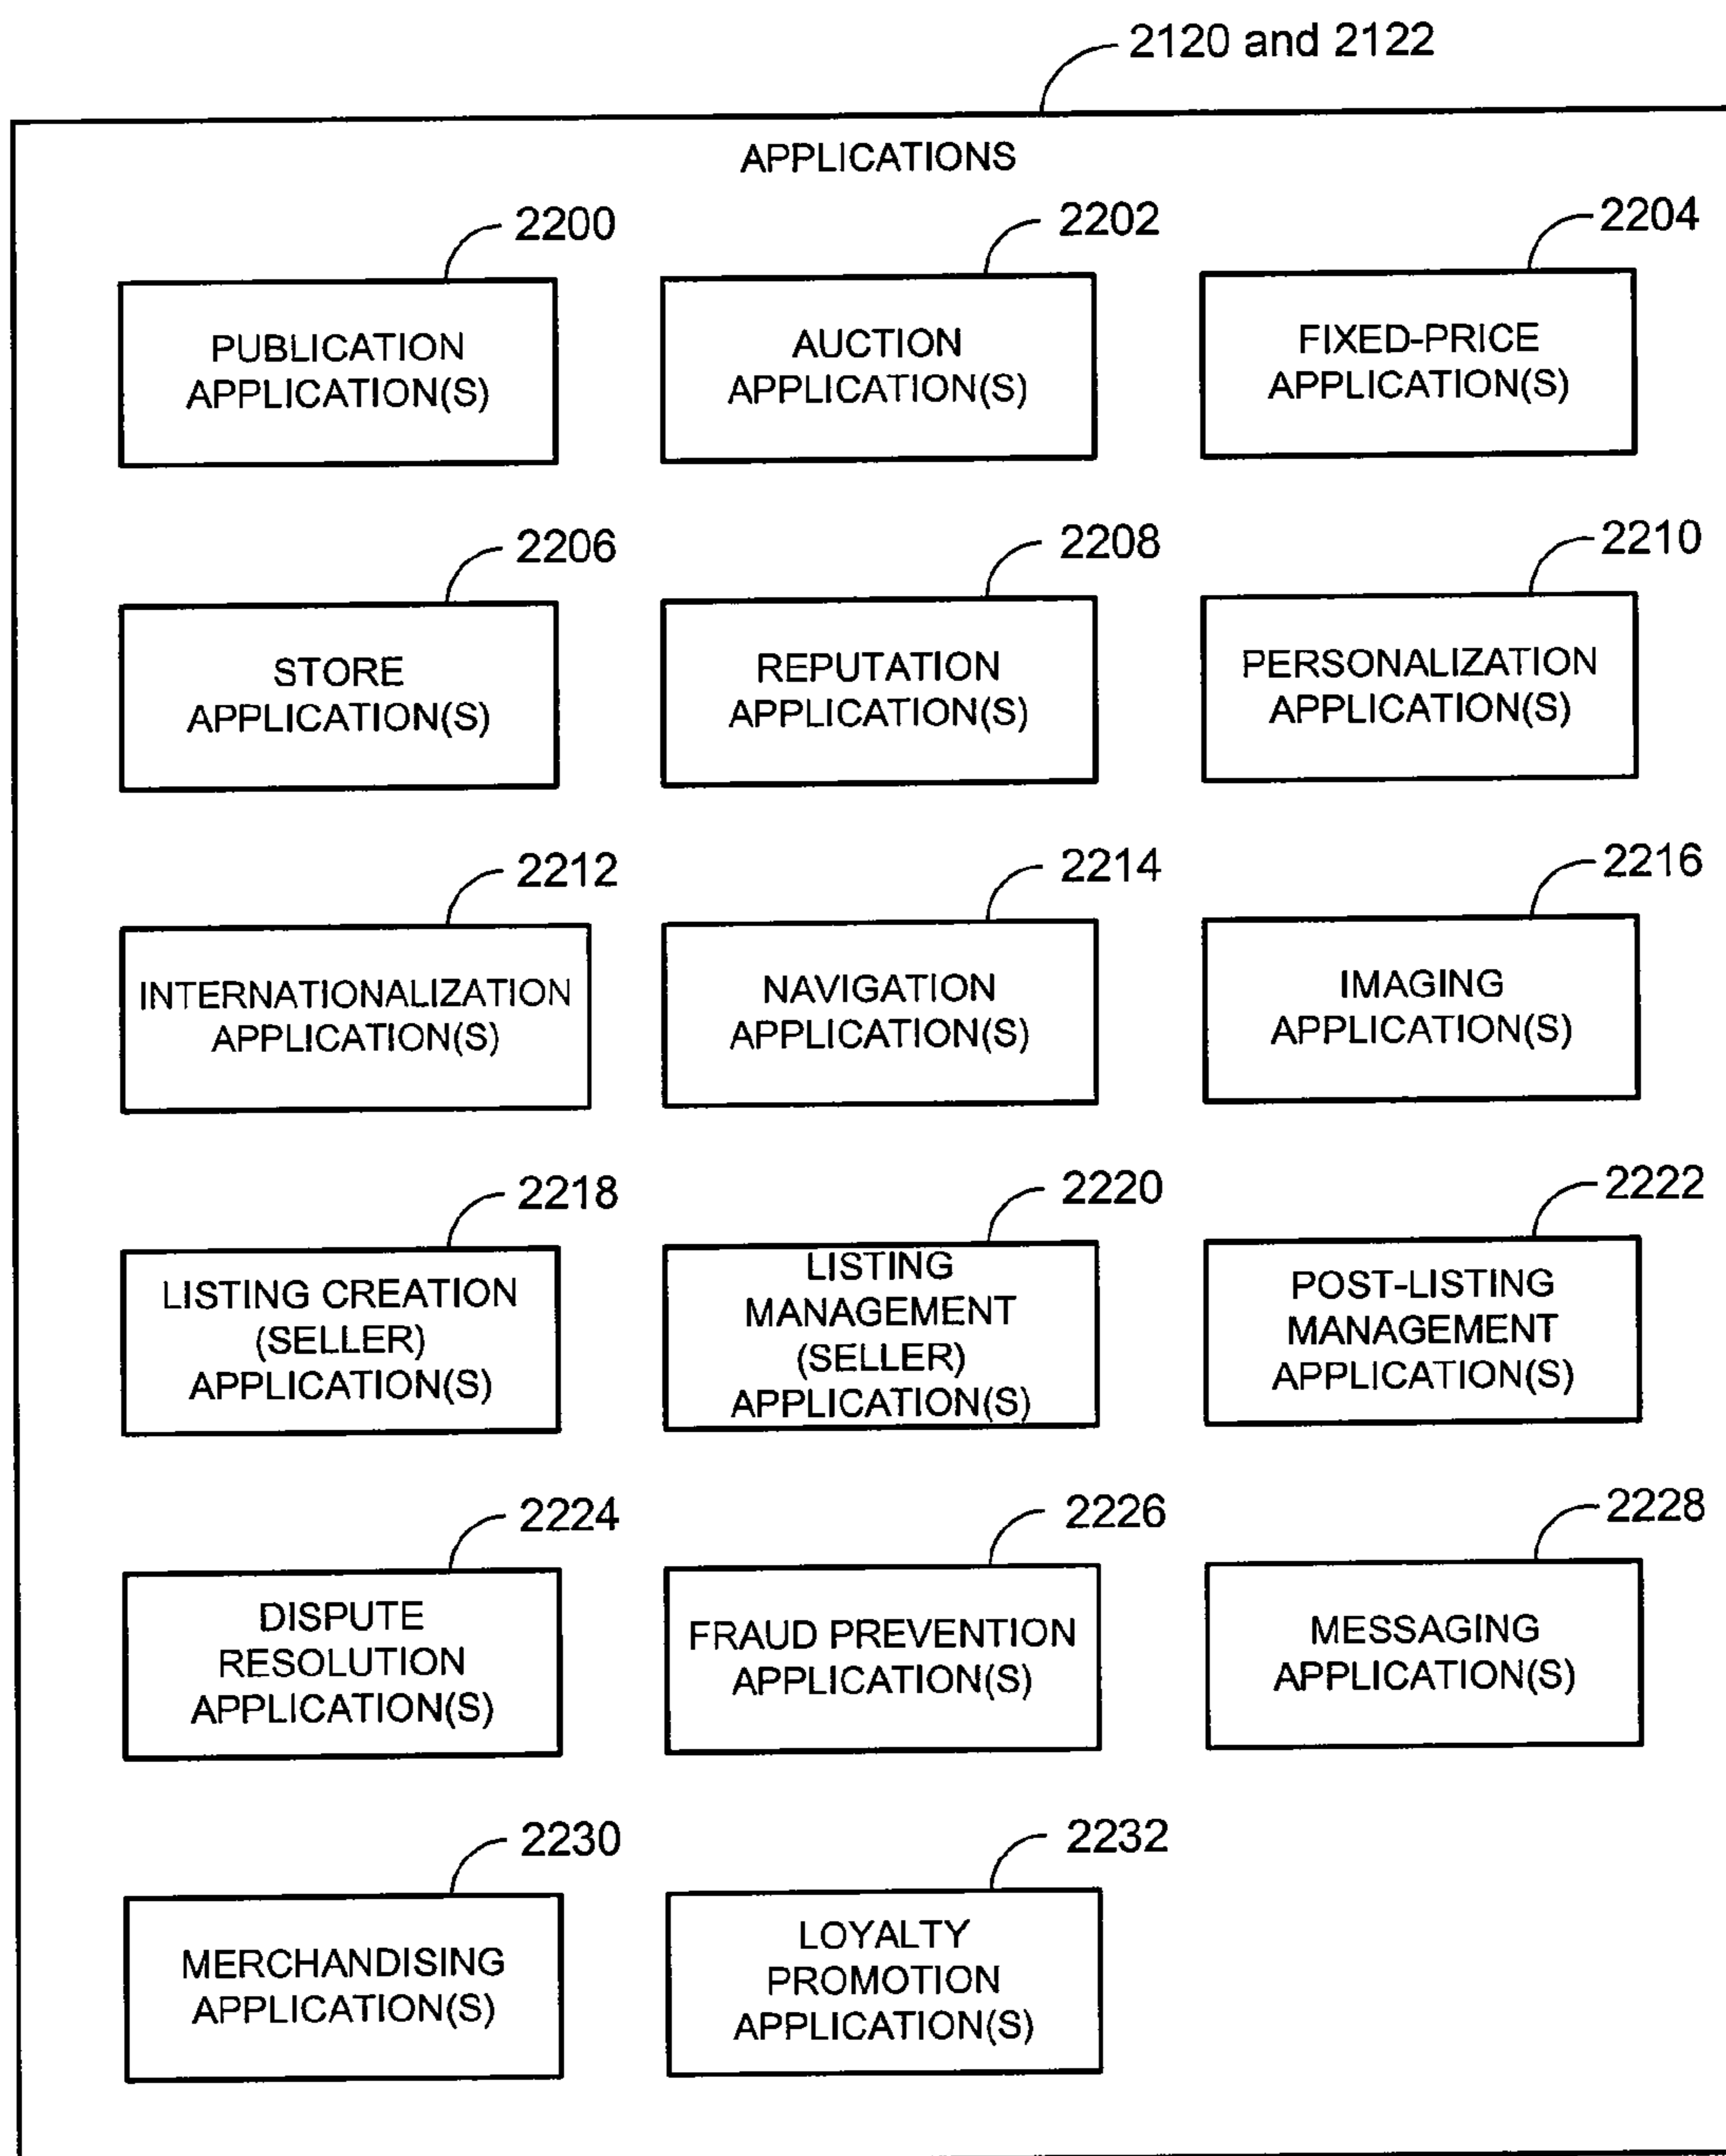 2120 and 2122
APPLICATIONS
2200
PUBLICATION
APPLICATION(S)
2202
AUCTION
APPLICATION(S)
2204
FIXED-PRICE
APPLICATION(S)
2206
STORE
APPLICATION(S)
2208
REPUTATION
APPLICATION(S)
2210
PERSONALIZATION
APPLICATION(S)
2212
INTERNATIONALIZATION
APPLICATION(S)
2214
NAVIGATION
APPLICATION(S)
2216
IMAGING
APPLICATION(S)
2218
LISTING CREATION
(SELLER)
APPLICATION(S)
2220
LISTING
MANAGEMENT
(SELLER)
APPLICATION(S)
2222
POST-LISTING
MANAGEMENT
APPLICATION(S)
2224
DISPUTE
RESOLUTION
APPLICATION(S)
2226
FRAUD PREVENTION
APPLICATION(S)
2228
MESSAGING
APPLICATION(S)
2230
MERCHANDISING
APPLICATION(S)
2232
LOYALTY
PROMOTION
APPLICATION(S)